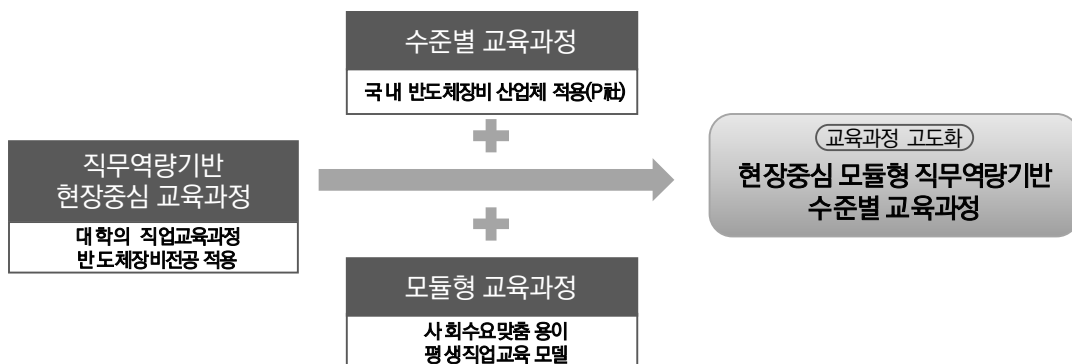 수준별 교육과정
국내 반도체장비 산업체 적용(P社)
직무역량기반
현장중심 교육과정
대학의 직업교육과정
반도체장비전공 적용
모듈형 교육과정
사회수요맞춤 용이
평생직업교육 모델
교육과정 고도화
현장중심 모듈형 직무역량기반
수준별 교육과정